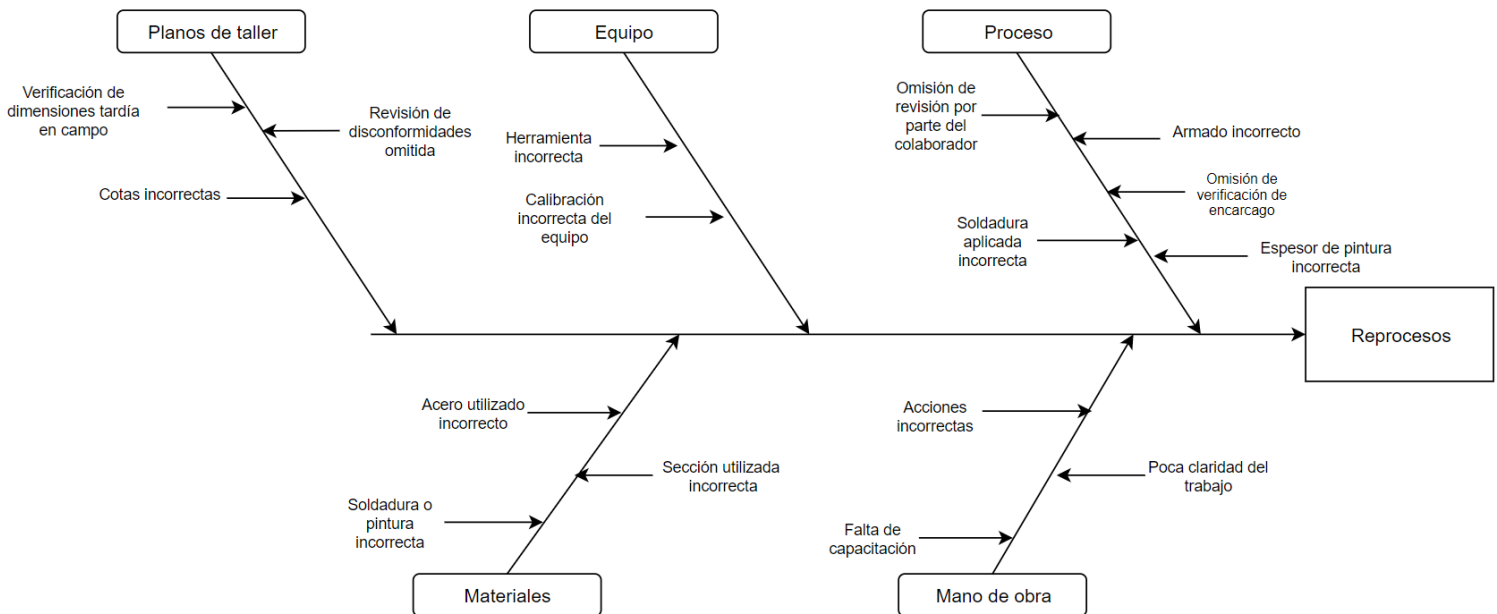 Planos de taller
Equipo
Proceso
Verificación de
dimensiones tardía
en campo
Revisión de
disconformidades
omitida
Cotas incorrectas
Herramienta
incorrecta
Calibración
incorrecta del
equipo
Omisión de
revisión por
parte del
colaborador
Armado incorrecto
Omisión de
verificación de
encarcago
Soldadura
aplicada
incorrecta
Espesor de pintura
incorrecta
Reprocesos
Acero utilizado
incorrecto
Sección utilizada
incorrecta
Soldadura o
pintura
incorrecta
Acciones
incorrectas
Poca claridad del
trabajo
Falta de
capacitación
Materiales
Mano de obra